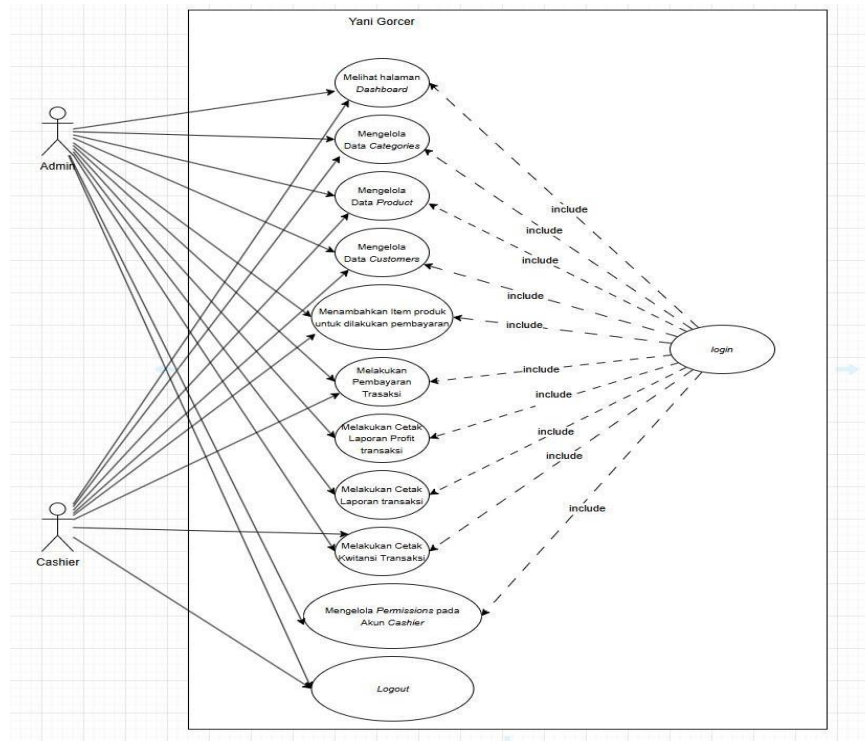 Yani Gorcer
Melihat halaman
Dashboard
Admin
Mengelola
Data Categories
Mengelola
Data Product
include
include
Mengelola
Data Customers
include
include
Menambahkan Item produk
untuk dilakukan pembayaran
include
login
Melakukan
Pembayaran
Trasaksi
include
include
Melakukan Cetak
Laporan Profit
transaksi
include
include
Melakukan Cetak
Laporan transaksi
include
Cashier
Melakukan Cetak
Kwitansi Transaksi
Mengelola Permissions pada
Akun Cashier
Logout